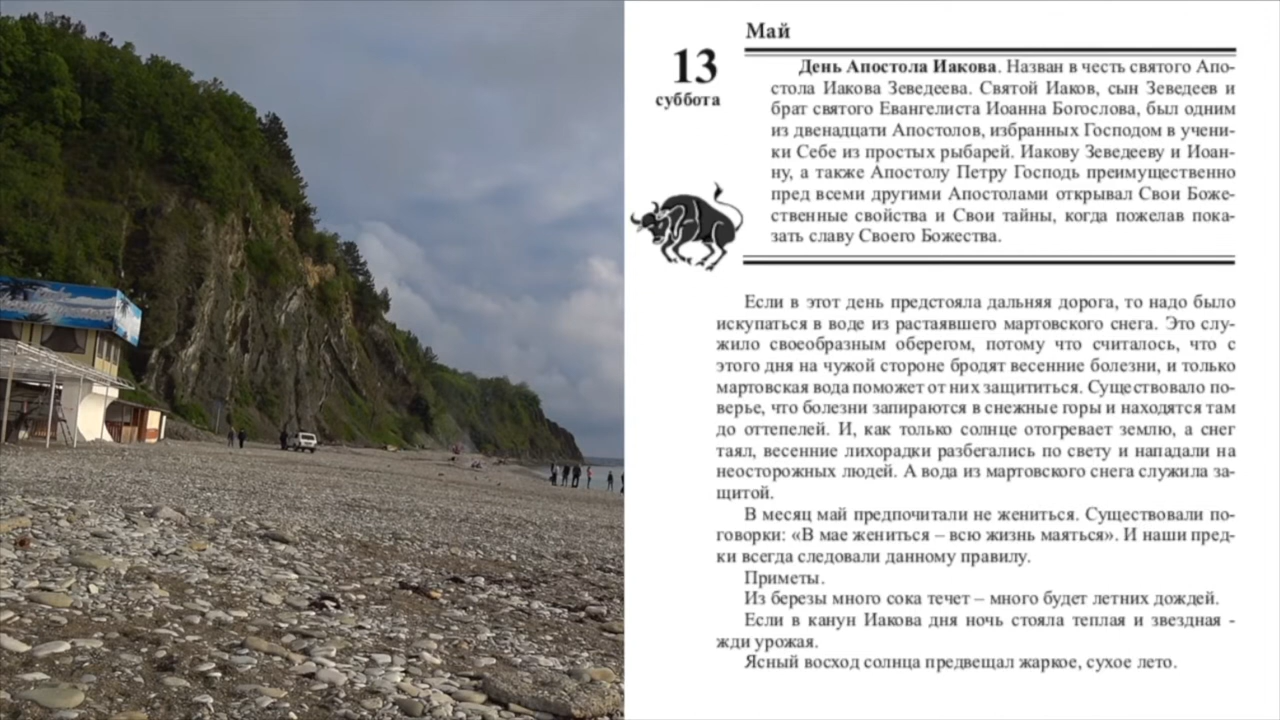 Май
13
суббота
День Апостола Иакова. Назван в честь святого Апо-
стола Иакова Зеведеева. Святой Иаков, сын Зеведеев и
брат святого Евангелиста Иоанна Богослова, был одним
из двенадцати Апостолов, избранных Господом в учени-
ки Себе из простых рыбарей. Иакову Зеведееву и Иоан-
ну, а также Апостолу Петру Господь преимущественно
пред всеми другими Апостолами открывал Свои Боже-
ственные свойства и Свои тайны, когда пожелав пока-
зать славу Своего Божества.
Если в этот день предстояла дальняя дорога, то надо было
искупаться в воде из растаявшего мартовского снега. Это слу-
жило своеобразным оберегом, потому что считалось, что с
этого дня на чужой стороне бродят весенние болезни, и только
мартовская вода поможет от них защититься. Существовало по-
верье, что болезни запираются в снежные горы и находятся там
до оттепелей. И, как только солнце отогревает землю, а снег
таял, весенние лихорадки разбегались по свету и нападали на
неосторожных людей. А вода из мартовского снега служила за-
щитой.
В месяц май предпочитали не жениться. Существовали по-
говорки: «В мае жениться – всю жизнь маяться». И наши пред-
ки всегда следовали данному правилу.
Приметы.
Из березы много сока течет – много будет летних дождей.
Если в канун Иакова дня ночь стояла теплая и звездная -
жди урожая.
Ясный восход солнца предвещал жаркое, сухое лето.